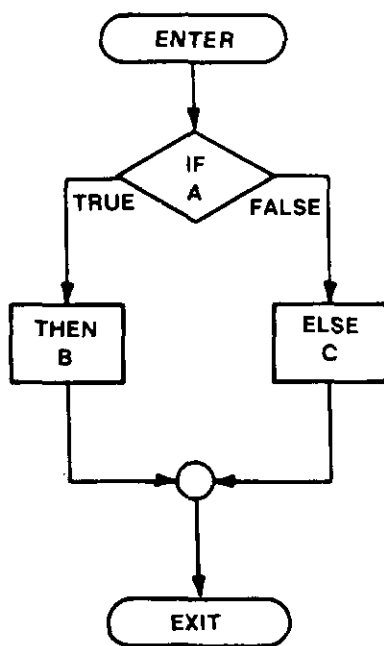 ENTER
IF
A
TRUE
FALSE
THEN
B
ELSE
C
EXIT